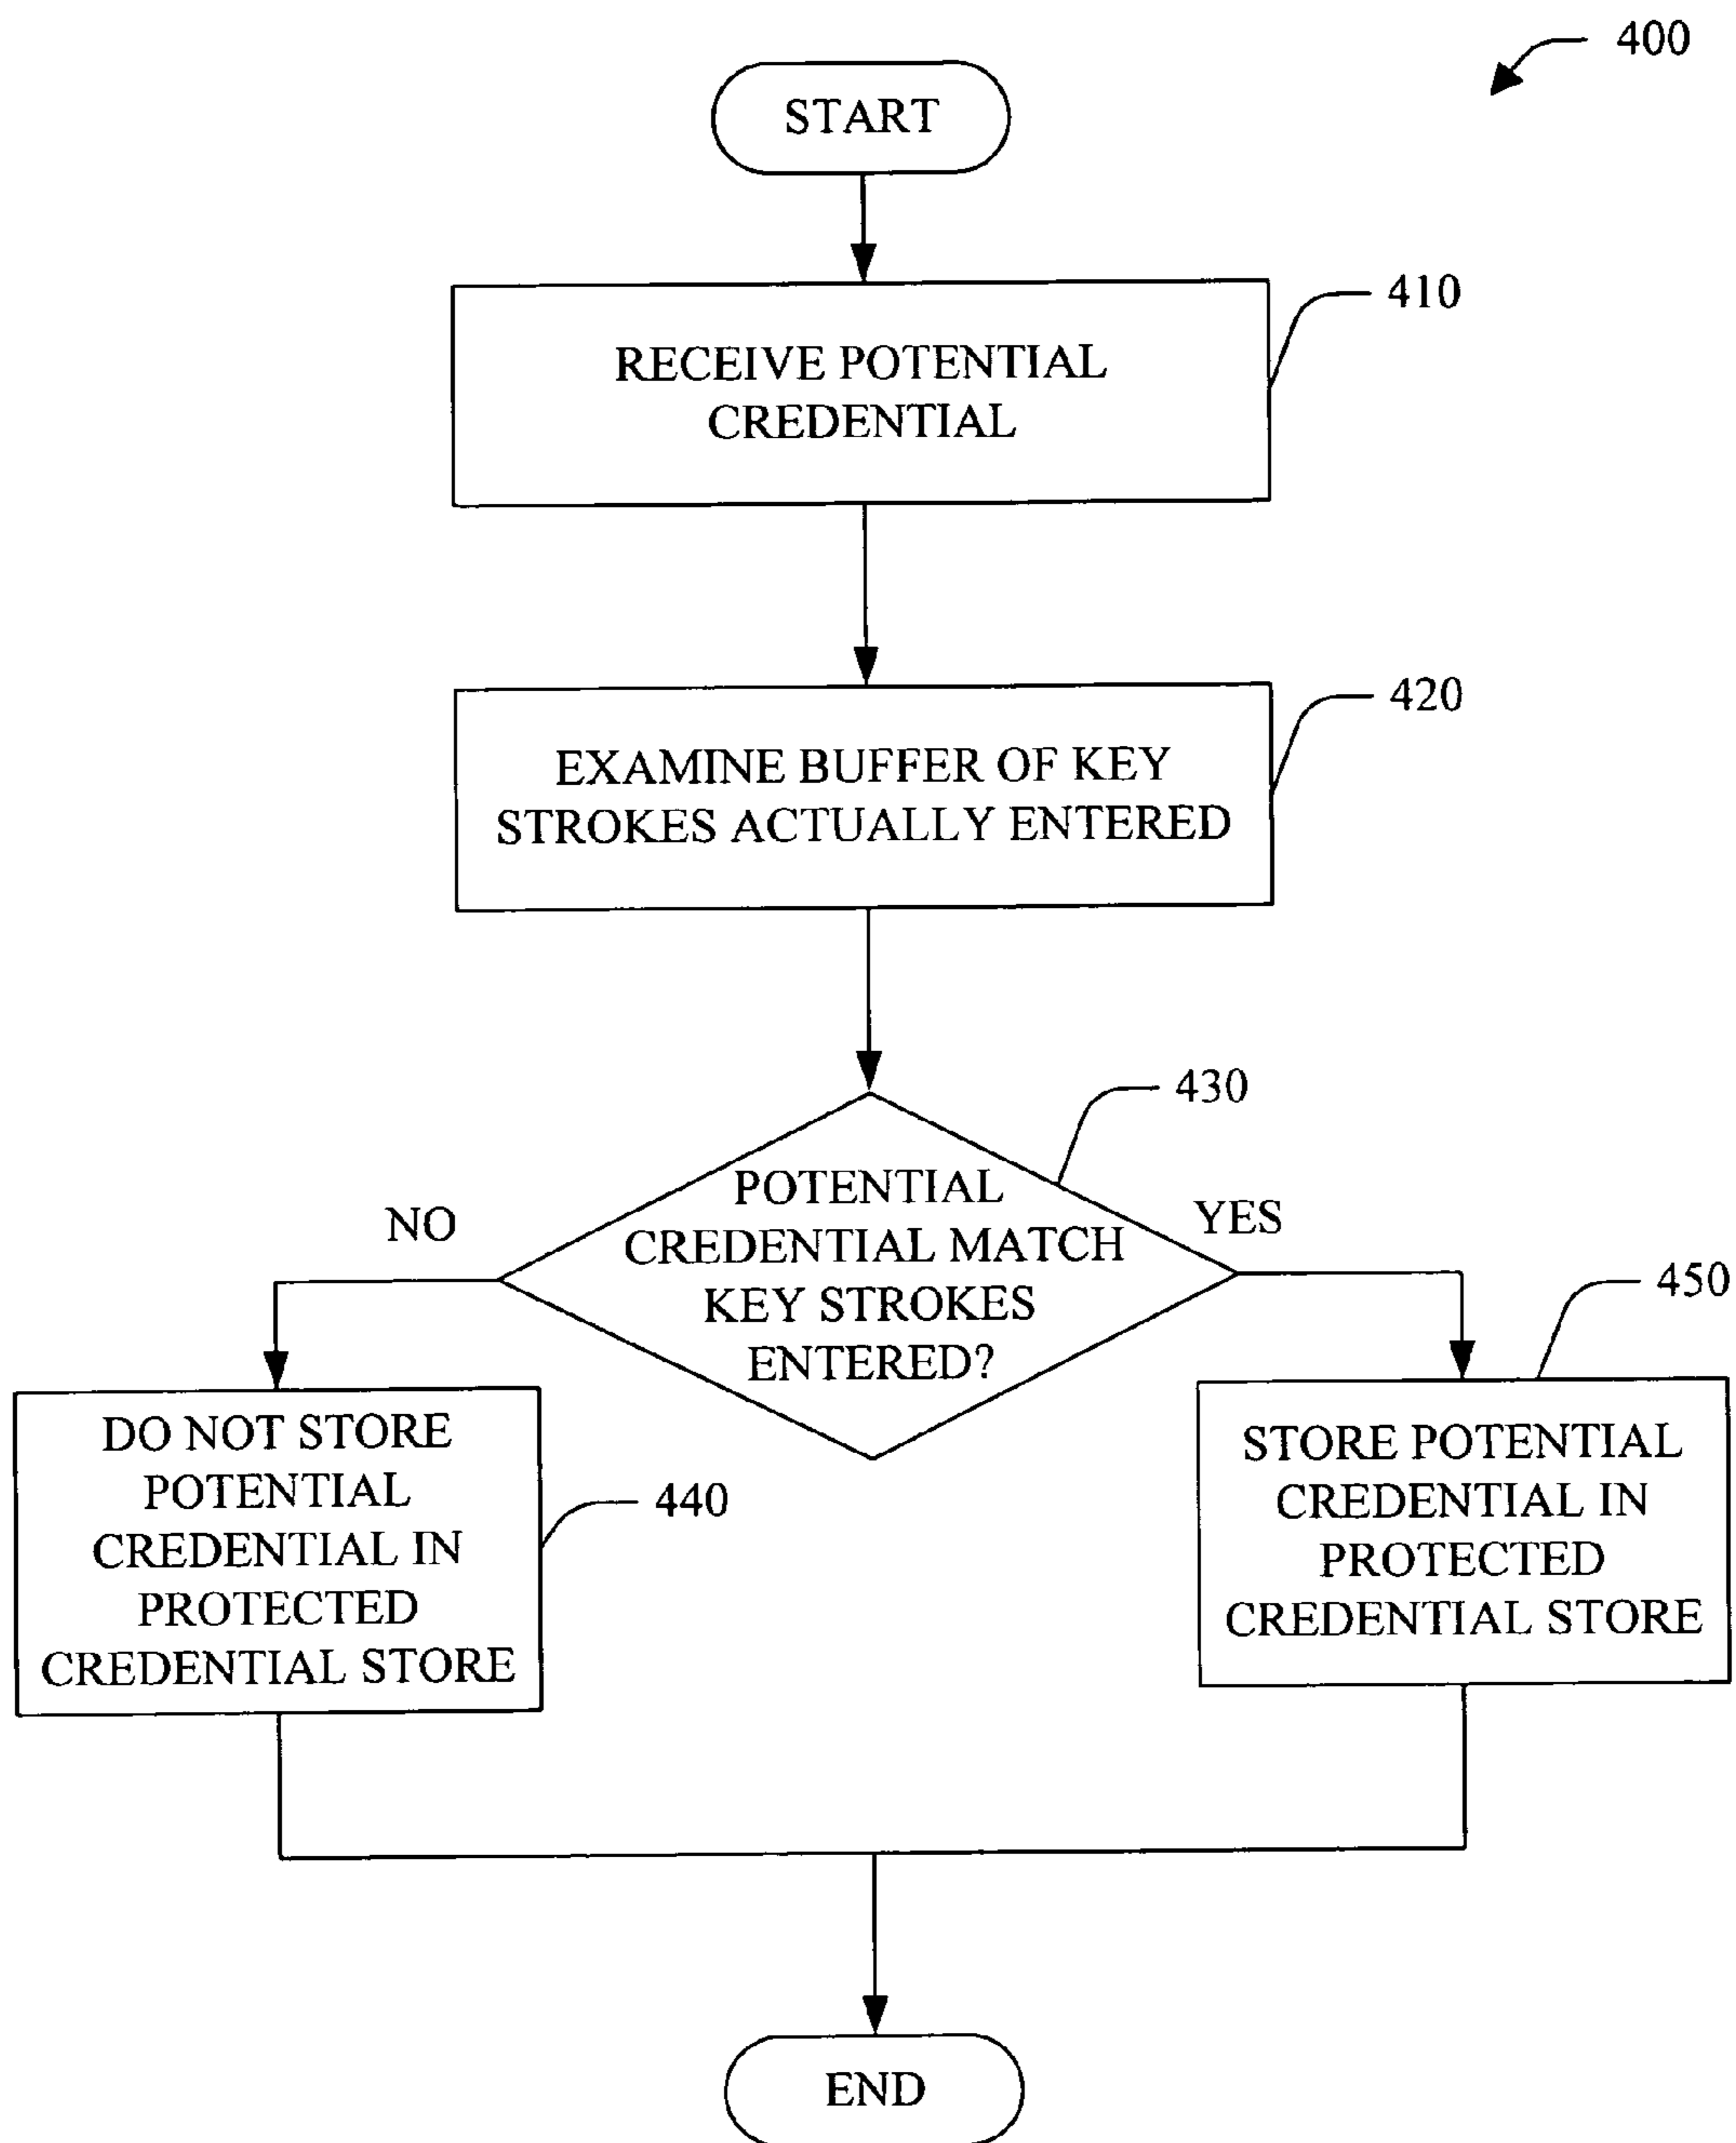 400
START
410
RECEIVE POTENTIAL
CREDENTIAL
420
EXAMINE BUFFER OF KEY
STROKES ACTUALLY ENTERED
430
POTENTIAL
CREDENTIAL MATCH
KEY STROKES
ENTERED?
NO
YES
450
DO NOT STORE
POTENTIAL
CREDENTIAL IN
PROTECTED
CREDENTIAL STORE
440
STORE POTENTIAL
CREDENTIAL IN
PROTECTED
CREDENTIAL STORE
END